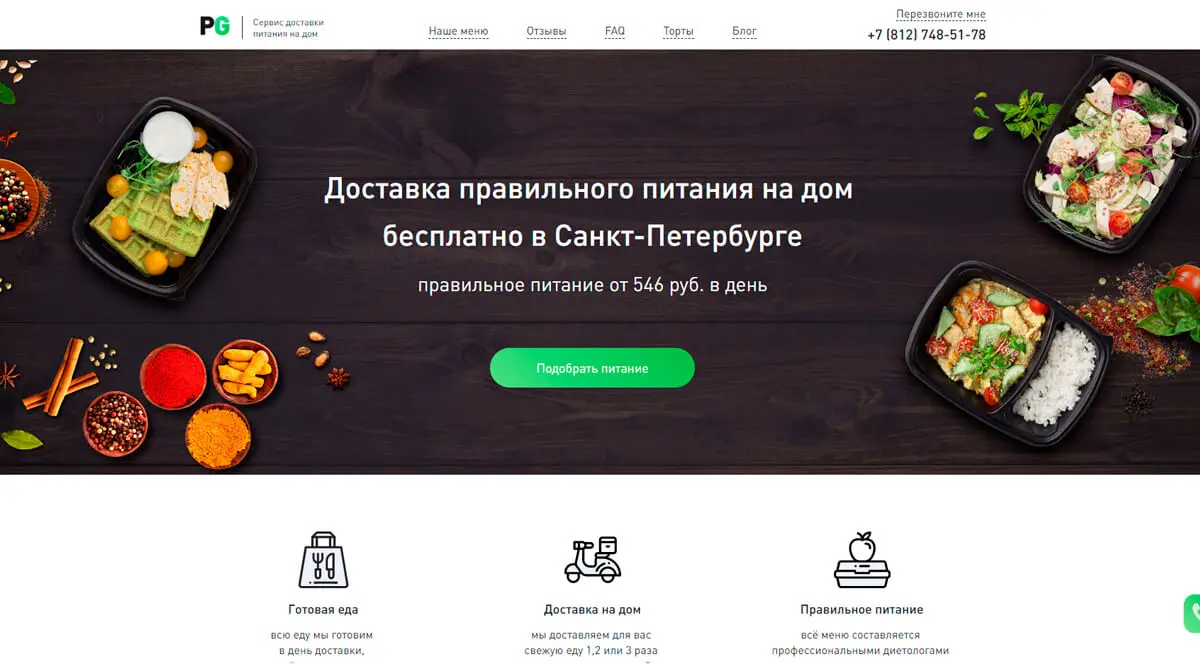 PG
Сервис доставки
питания на дом
Наше меню
Отзывы
FAQ
Торты
Блог
Перезвоните мне
+7 (812) 748-51-78
Доставка правильного питания на дом
бесплатно в Санкт-Петербурге
правильное питание от 546 руб. в день
Подобрать питание
Готовая еда
всю еду мы готовим
в день доставки,
Доставка на дом
мы доставляем для вас
свежую еду 1,2 или 3 раза
Правильное питание
всё меню составляется
профессиональными диетологами